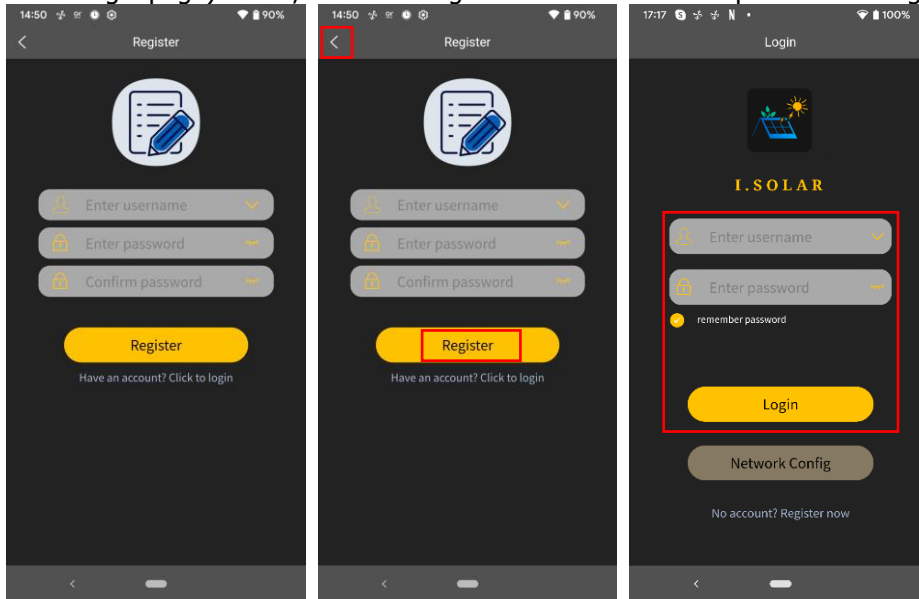 14:50 90%
Register
Enter username
Enter password
Confirm password
Register
Have an account? Click to login
14:50 90%
Register
Enter username
Enter password
Confirm password
Register
Have an account? Click to login
17:17 S N 100%
Login
I.SOLAR
Enter username
Enter password
remember password
Login
Network Config
No account? Register now